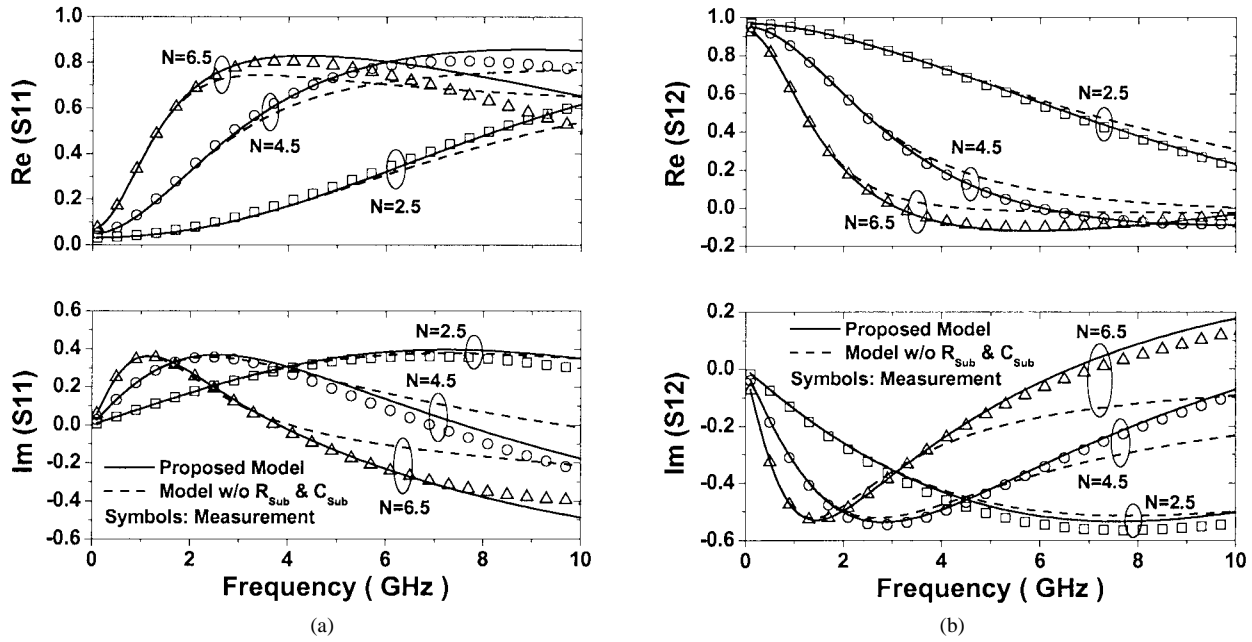 Re (S11)
1.0
0.8
0.6
0.4
0.2
0.0
N=6.5
N=4.5
N=2.5
Im (S11)
0.6
0.4
0.2
0.0
-0.2
-0.4
-0.6
N=2.5
N=4.5
N=6.5
Proposed Model
Model w/o R_Sub & C_Sub
Symbols: Measurement
0 2 4 6 8 10
Frequency ( GHz )
(a)
Re (S12)
1.0
0.8
0.6
0.4
0.2
0.0
-0.2
N=2.5
N=4.5
N=6.5
Im (S12)
0.2
0.0
-0.2
-0.4
-0.6
Proposed Model
Model w/o R_Sub & C_Sub
Symbols: Measurement
N=6.5
N=4.5
N=2.5
0 2 4 6 8 10
Frequency ( GHz )
(b)